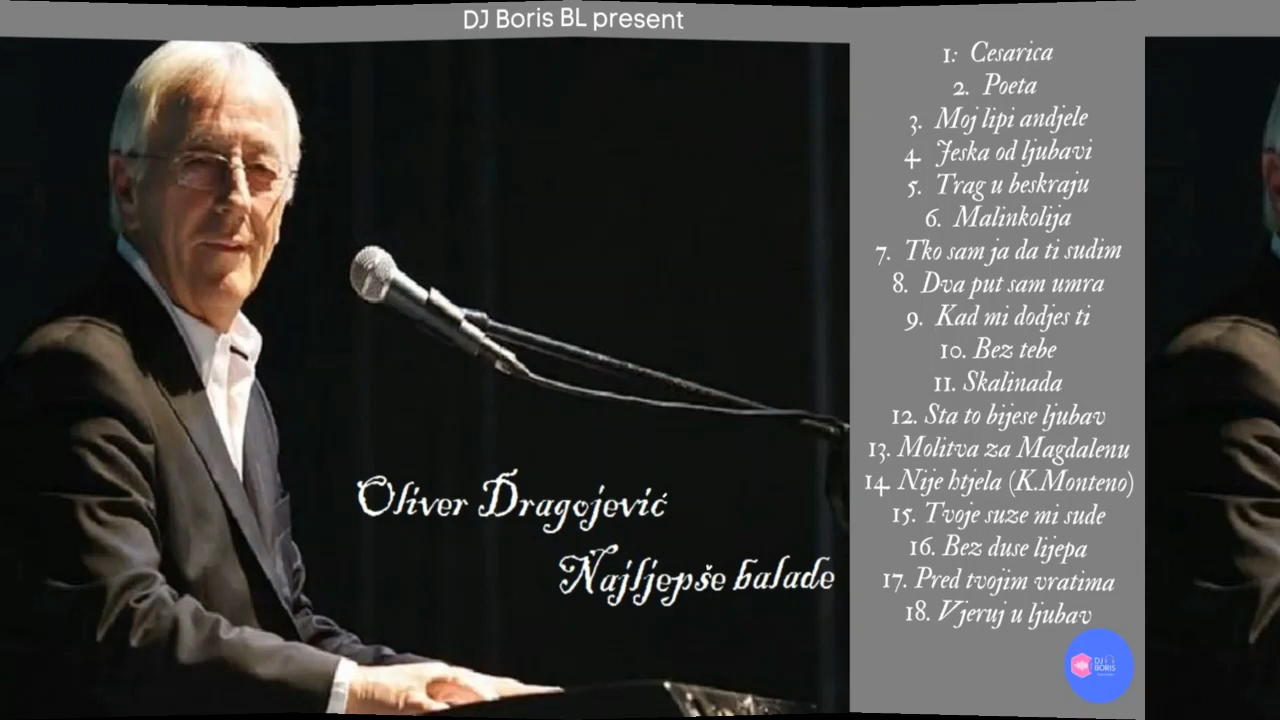 DJ Boris BL present
1: Cesarica
2. Poeta
3. Moj lipi andjele
4 Jeska od ljubavi
5. Trag u beskraju
6. Malinkolija
7. Tko sam ja da ti sudim
8. Dva put sam umra
9. Kad mi dodjes ti
10. Bez tebe
11. Skalinada
12. Sta to bijese ljubav
13. Molitva za Magdalenu
14 Nije htjela (K.Monteno)
15. Tvoje suze mi sude
16. Bez duse lijepa
17. Pred tvojim vratima
18. Vjeruj u ljubav
Oliver Dragojević
Najljepše balade
DJ
BORIS